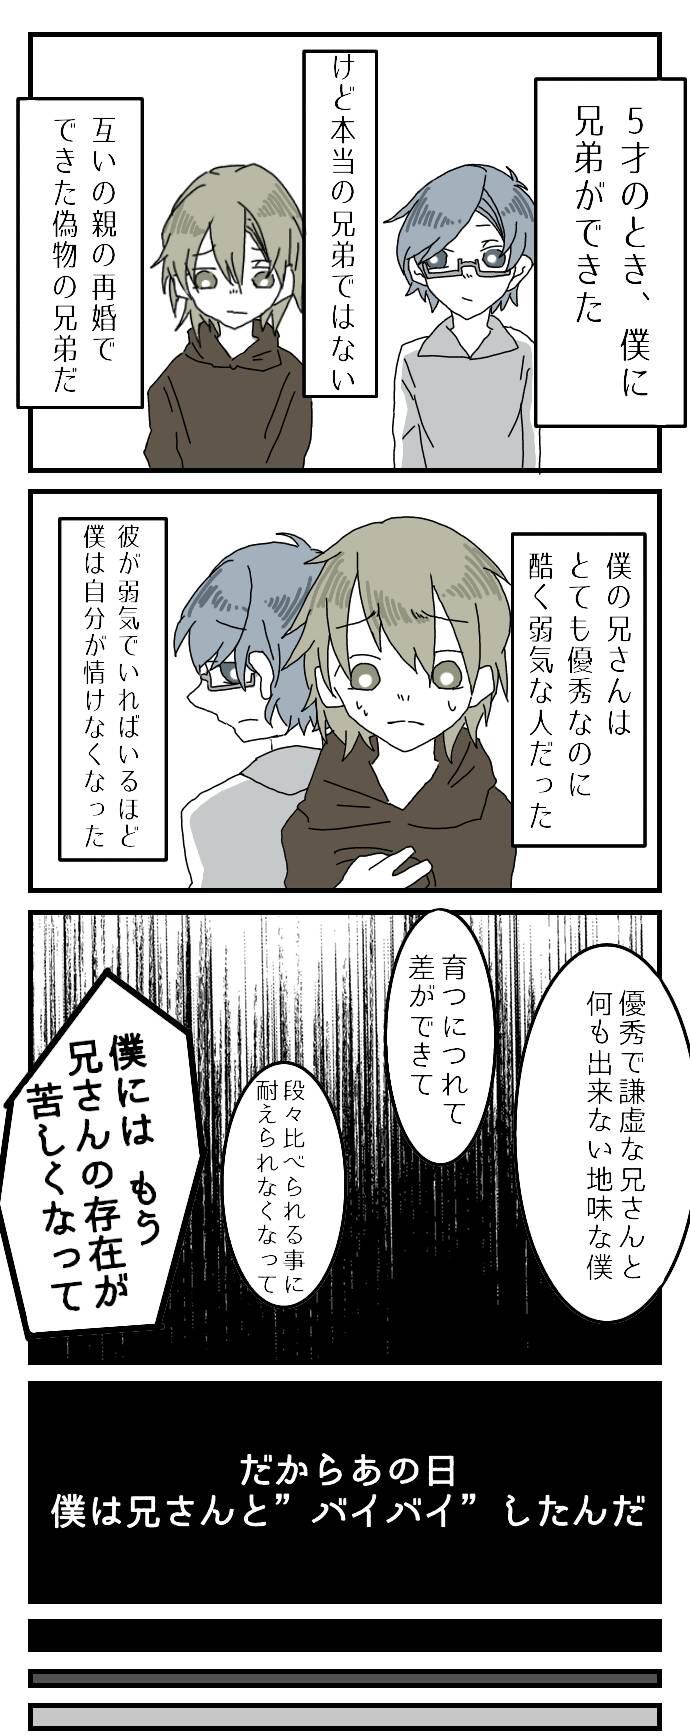 ５才のとき、僕に
兄弟ができた
けど本当の兄弟ではない
互いの親の再婚で
できた偽物の兄弟だ
僕の兄さんは
とても優秀なのに
酷く弱気な人だった
彼が弱気でいればいるほど
僕は自分が情けなくなった
優秀で謙虚な兄さんと
何も出来ない地味な僕
育つにつれて
差ができて
段々比べられる事に
耐えられなくなって
僕には もう
兄さんの存在が
苦しくなって
だからあの日
僕は兄さんと”バイバイ”したんだ